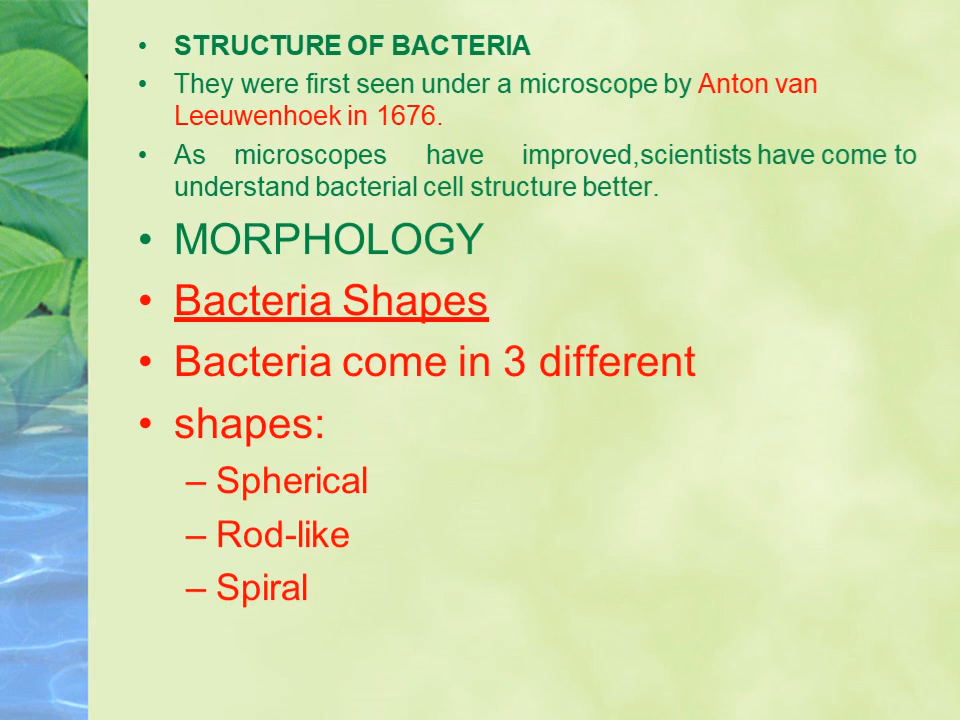 • STRUCTURE OF BACTERIA
• They were first seen under a microscope by Anton van
Leeuwenhoek in 1676.
• As microscopes have improved,scientists have come to
understand bacterial cell structure better.
• MORPHOLOGY
• Bacteria Shapes
• Bacteria come in 3 different
• shapes:
– Spherical
– Rod-like
– Spiral